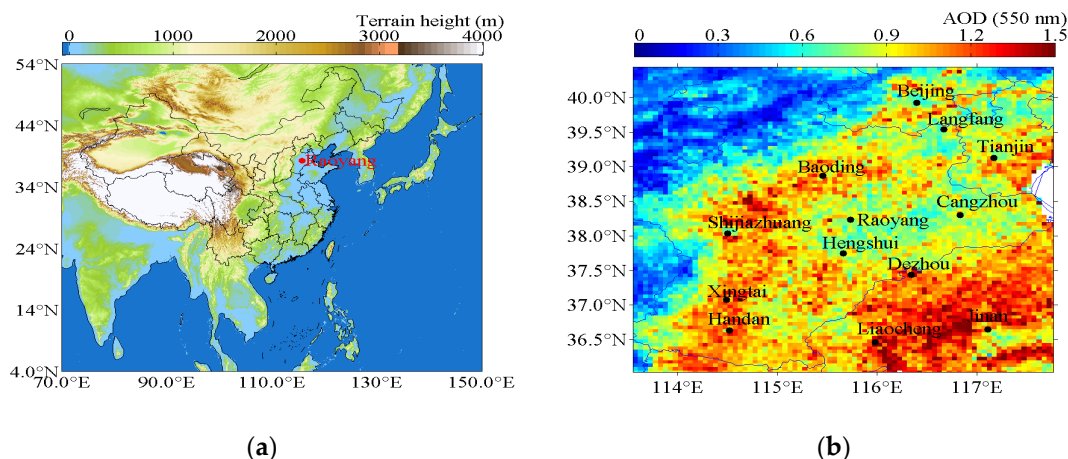 Terrain height (m)
0 1000 2000 3000 4000
54°N
44°N
34°N
24°N
14°N
4.0°N
70.0°E 90.0°E 110.0°E 130.0°E 150.0°E
Raoyang
(a)
AOD (550 nm)
0 0.3 0.6 0.9 1.2 1.5
40.0°N
39.5°N
39.0°N
38.5°N
38.0°N
37.5°N
37.0°N
36.5°N
114°E 115°E 116°E 117°E
Beijing
Langfang
Tianjin
Baoding
Cangzhou
Shijiazhuang
Raoyang
Hengshui
Dezhou
Xingtai
Handan
Jinan
Liaocheng
(b)